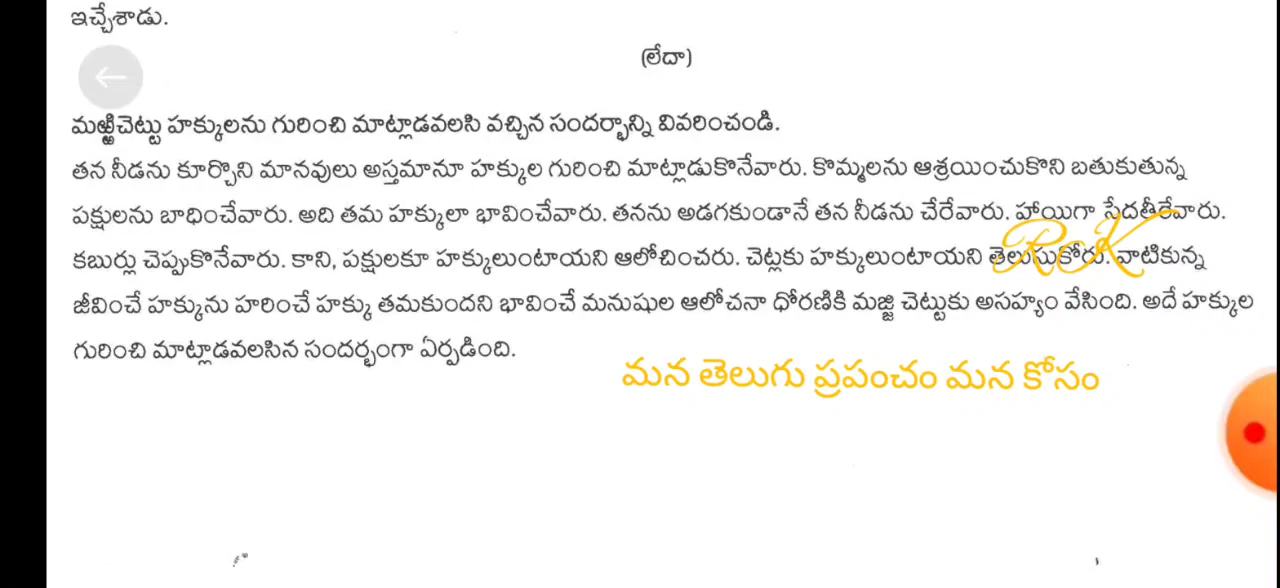 ఇచ్చేశాడు.
(లేదా)
మఱ్ఱిచెట్టు హక్కులను గురించి మాట్లాడవలసి వచ్చిన సందర్భాన్ని వివరించండి.
తన నీడను కూర్చొని మానవులు అస్తమానూ హక్కుల గురించి మాట్లాడుకొనేవారు. కొమ్మలను ఆశ్రయించుకొని బతుకుతున్న
పక్షులను బాధించేవారు. అది తమ హక్కులా భావించేవారు. తనను అడగకుండానే తన నీడను చేరేవారు. హాయిగా సేదతీరేవారు.
కబుర్లు చెప్పుకొనేవారు. కాని, పక్షులకూ హక్కులుంటాయని ఆలోచించరు. చెట్లకు హక్కులుంటాయని తెలుసుకోరు. వాటికున్న
RK
జీవించే హక్కును హరించే హక్కు తమకుందని భావించే మనుషుల ఆలోచనా ధోరణికి మజ్జి చెట్టుకు అసహ్యం వేసింది. అదే హక్కుల
గురించి మాట్లాడవలసిన సందర్భంగా ఏర్పడింది.
మన తెలుగు ప్రపంచం మన కోసం